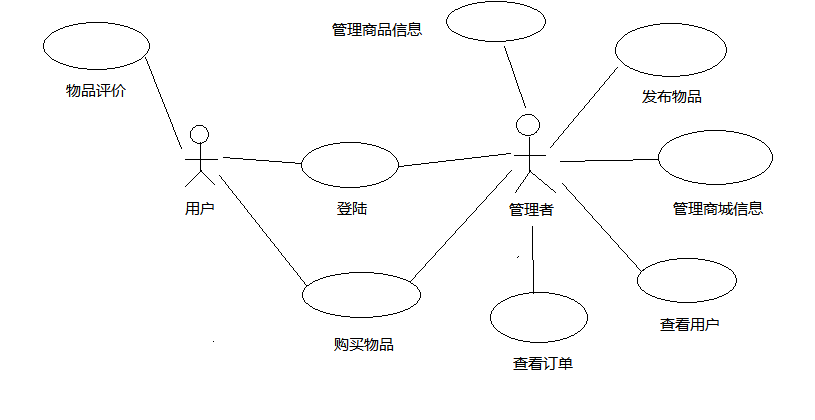 管理商品信息
物品评价
发布物品
用户
登陆
管理者
管理商城信息
购买物品
查看用户
查看订单